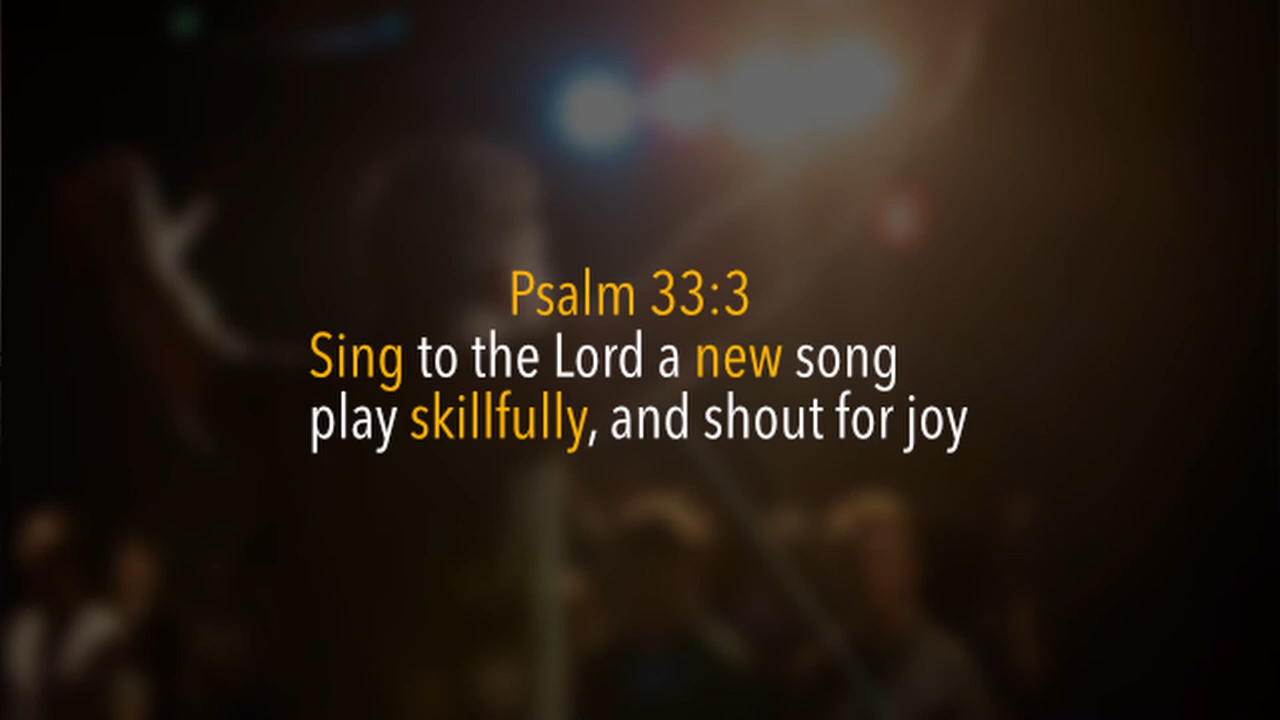 Psalm 33:3
Sing to the Lord a new song
play skillfully, and shout for joy